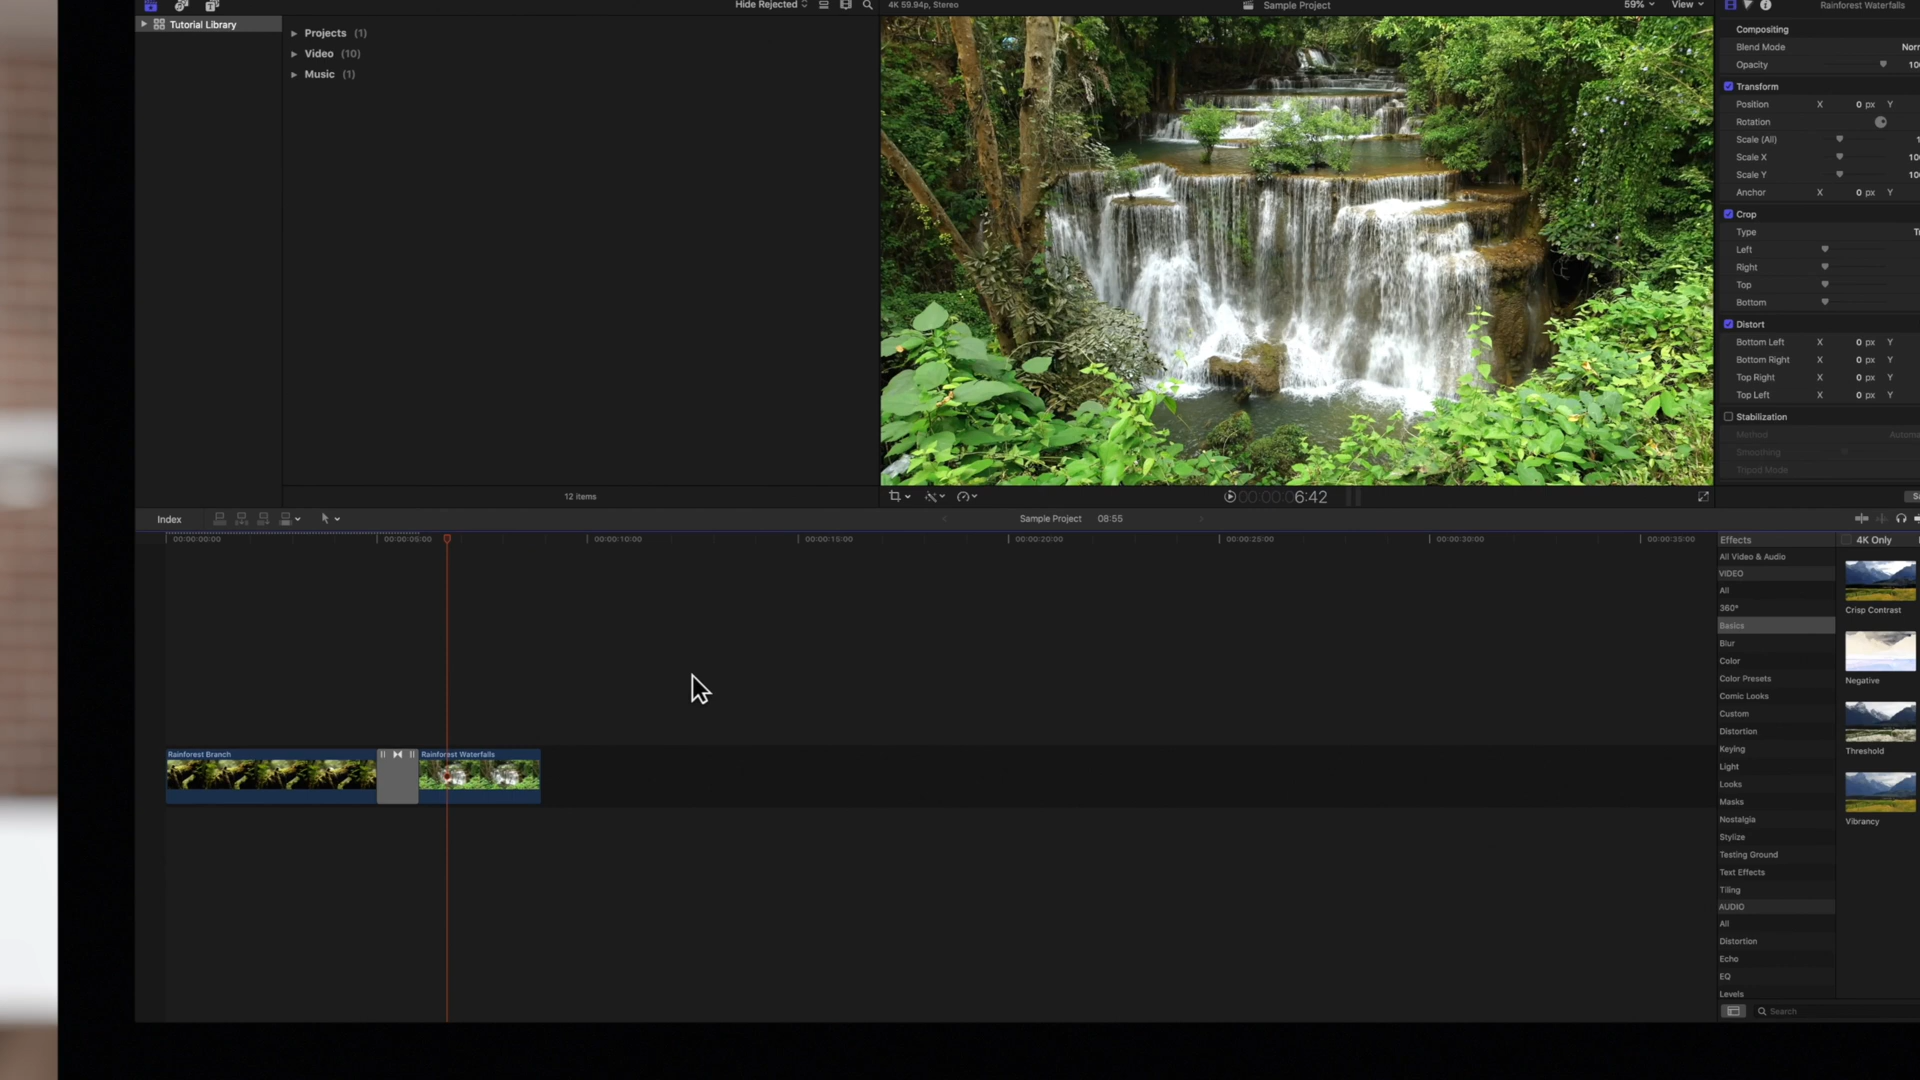 Hide Rejected
4K 59.94p, Stereo
Sample Project
59%
View
Rainforest Waterfalls
Tutorial Library
Projects (1)
Video (10)
Music (1)
12 items
Compositing
Blend Mode
Opacity
Transform
Position X 0 px Y
Rotation
Scale (All)
Scale X
Scale Y
Anchor X 0 px Y
Crop
Type
Left
Right
Top
Bottom
Distort
Bottom Left X 0 px Y
Bottom Right X 0 px Y
Top Right X 0 px Y
Top Left X 0 px Y
Stabilization
Method
Smoothing
Tripod Mode
00:00:06:42
Index
Sample Project 08:55
00:00:00:00
00:00:05:00
00:00:10:00
00:00:15:00
00:00:20:00
00:00:25:00
00:00:30:00
00:00:35:00
Rainforest Branch
Rainforest Waterfalls
Effects
4K Only
All Video & Audio
VIDEO
All
360°
Basics
Blur
Color
Color Presets
Comic Looks
Custom
Distortion
Keying
Light
Looks
Masks
Nostalgia
Stylize
Testing Ground
Text Effects
Tiling
AUDIO
All
Distortion
Echo
EQ
Levels
Crisp Contrast
Negative
Threshold
Vibrancy
Search